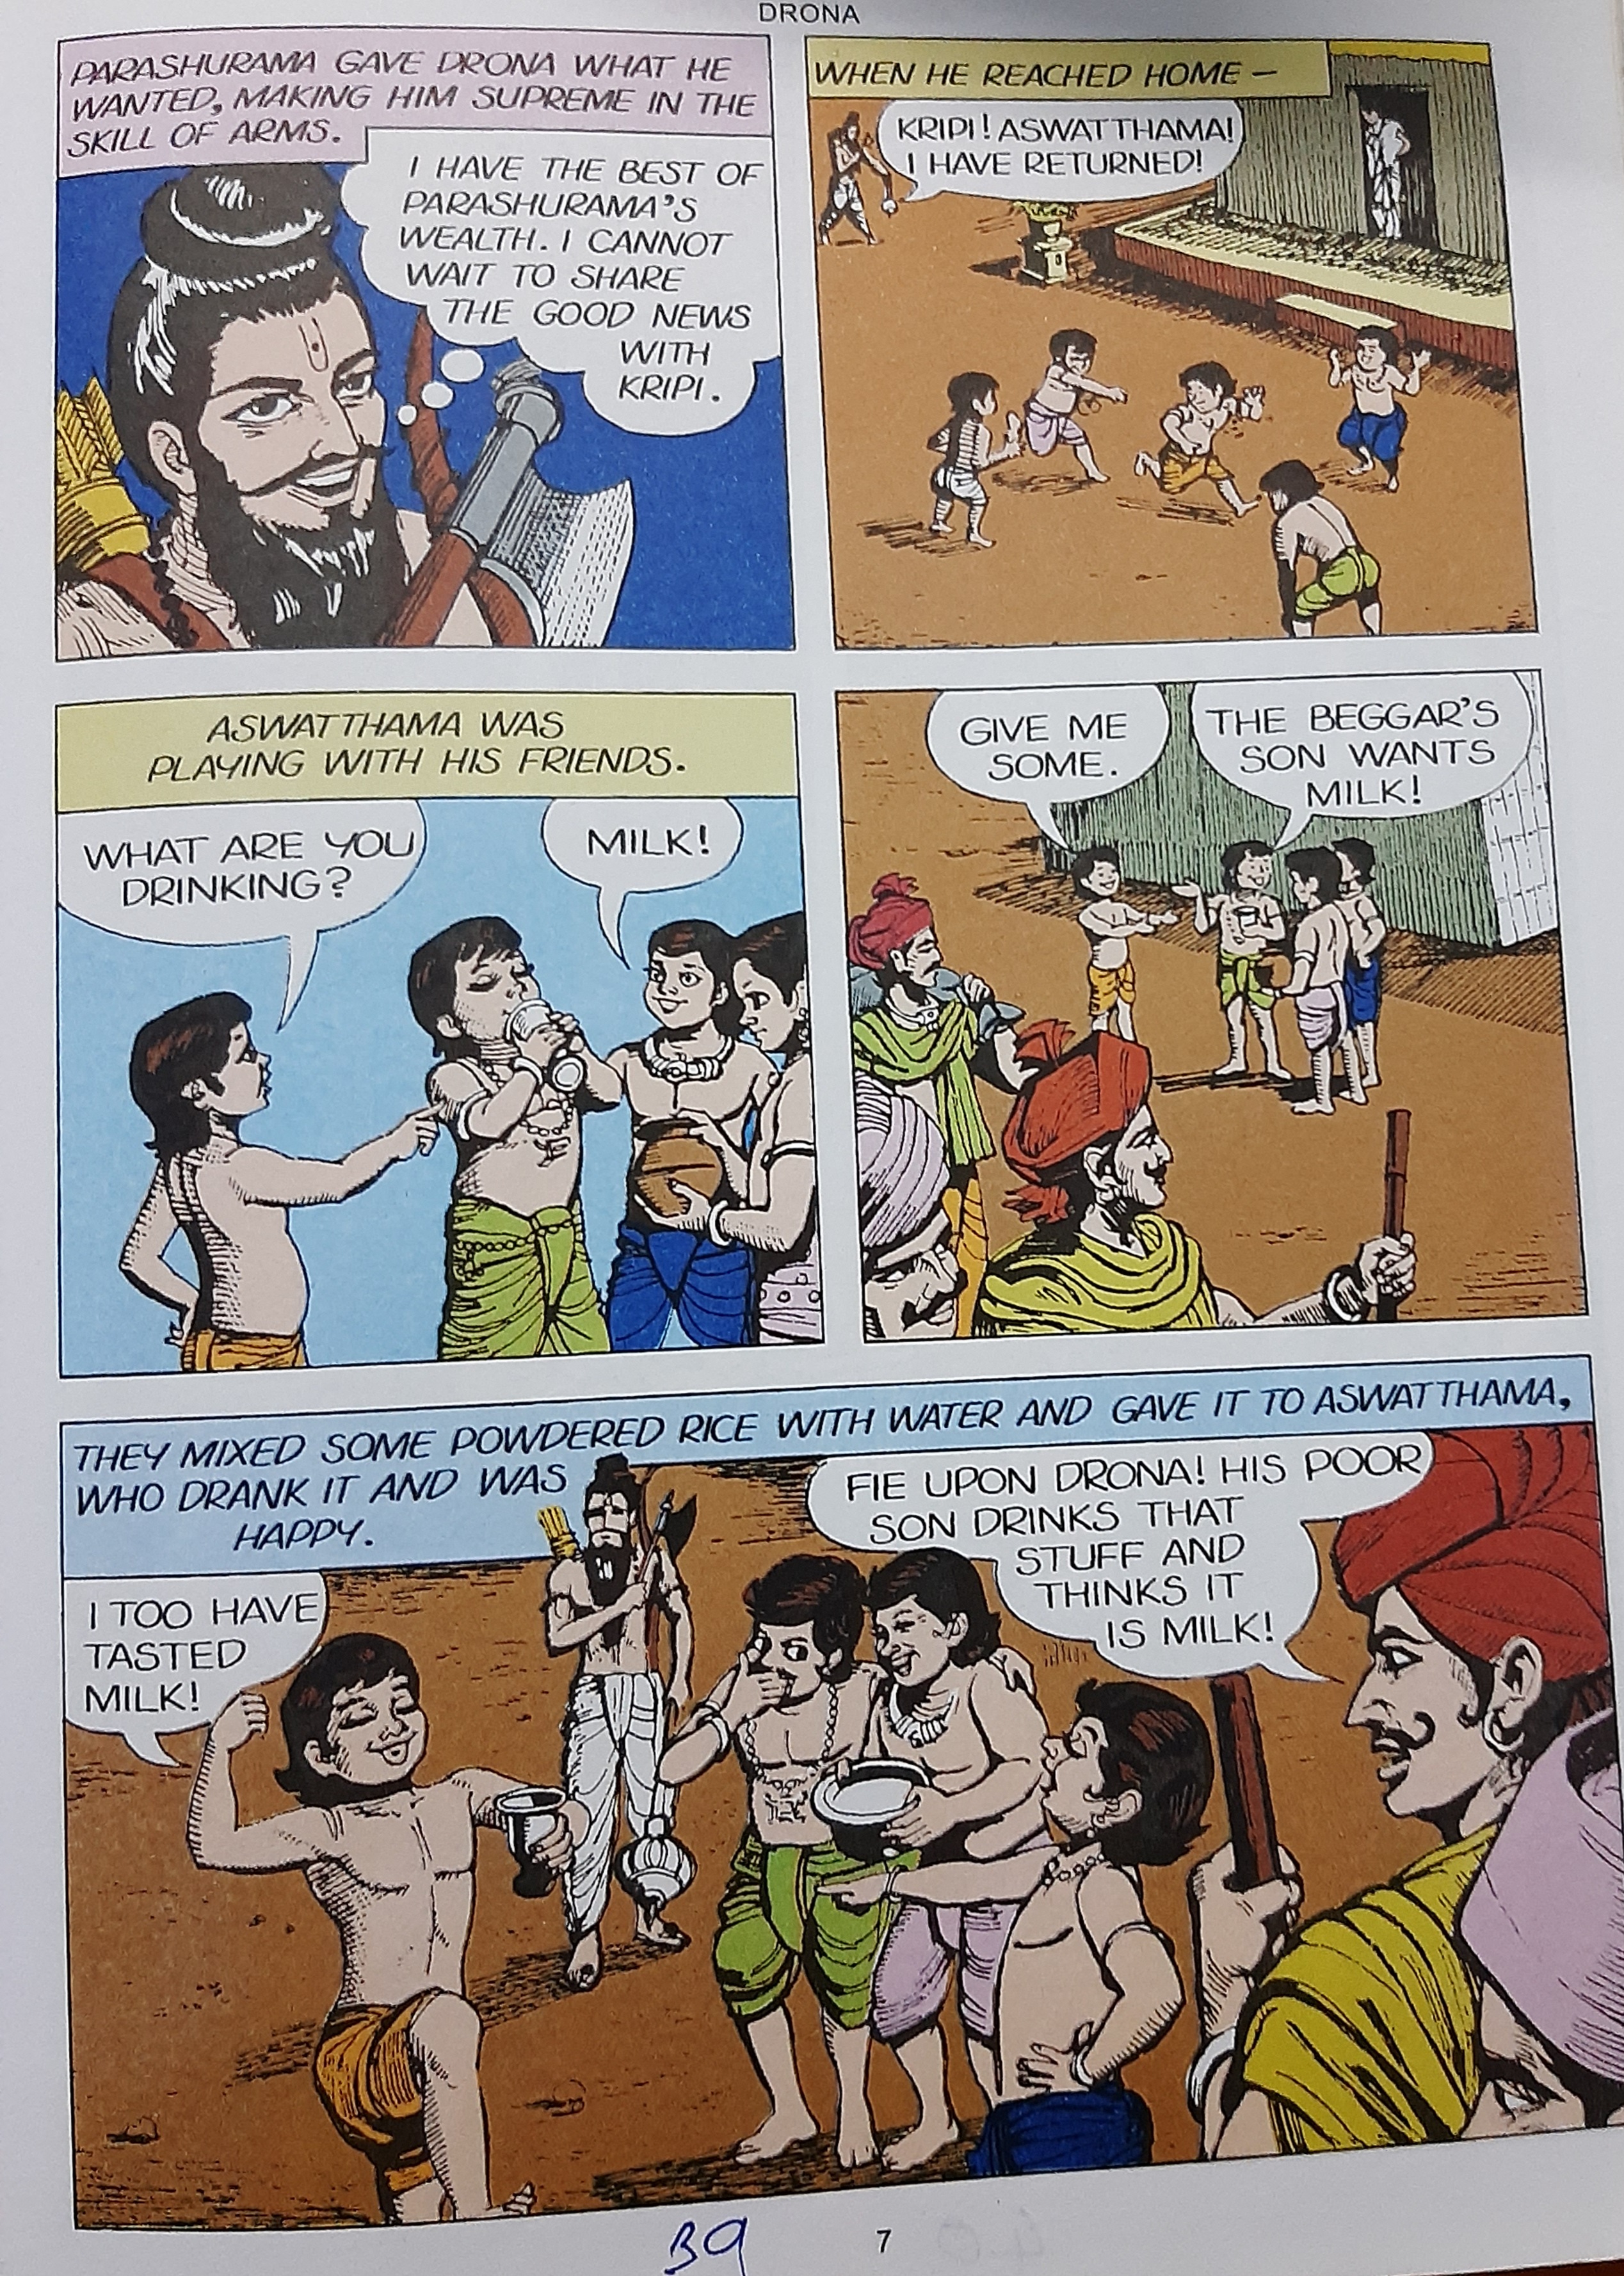 DRONA
PARASHURAMA GAVE DRONA WHAT HE
WANTED, MAKING HIM SUPREME IN THE
SKILL OF ARMS.
I HAVE THE BEST OF
PARASHURAMA'S
WEALTH. I CANNOT
WAIT TO SHARE
THE GOOD NEWS
WITH
KRIPI.
WHEN HE REACHED HOME —
KRIPI! ASWATTHAMA!
I HAVE RETURNED!
ASWATTHAMA WAS
PLAYING WITH HIS FRIENDS.
WHAT ARE YOU
DRINKING?
MILK!
GIVE ME
SOME.
THE BEGGAR'S
SON WANTS
MILK!
THEY MIXED SOME POWDERED RICE WITH WATER AND GAVE IT TO ASWATTHAMA,
WHO DRANK IT AND WAS
HAPPY.
I TOO HAVE
TASTED
MILK!
FIE UPON DRONA! HIS POOR
SON DRINKS THAT
STUFF AND
THINKS IT
IS MILK!
39
7